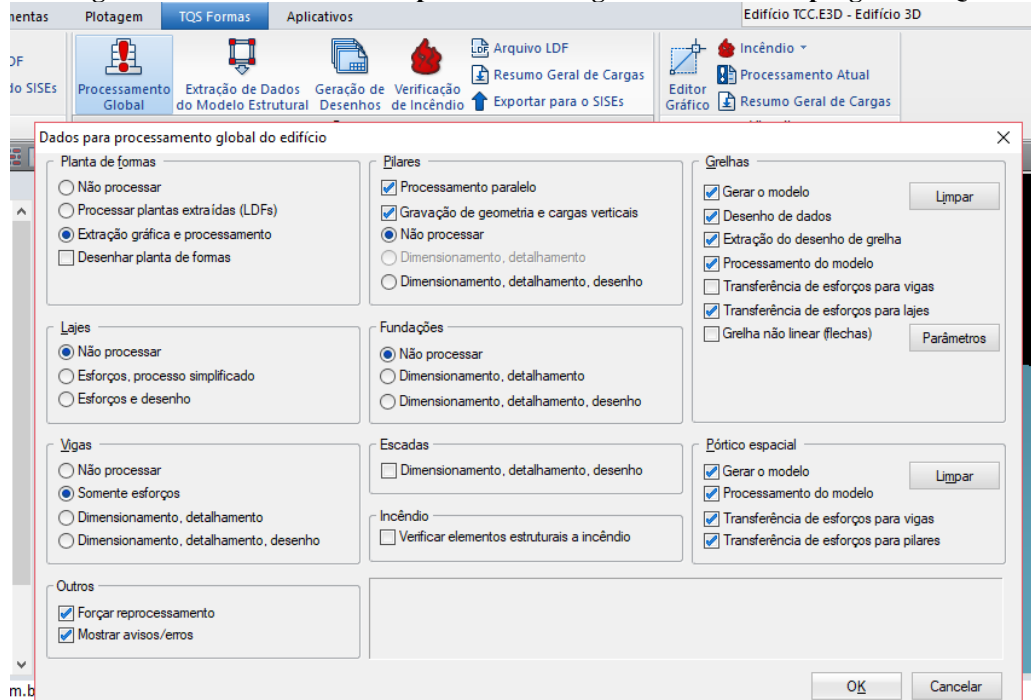 mentas Plotagem TQS Formas Aplicativos Edifício TCC.E3D - Edifício 3D
DF
do SISEs
Processamento Global
Extração de Dados do Modelo Estrutural
Geração de Desenhos
Verificação de Incêndio
Arquivo LDF
Resumo Geral de Cargas
Exportar para o SISEs
Editor Gráfico
Incêndio
Processamento Atual
Resumo Geral de Cargas
Dados para processamento global do edifício
Planta de formas
Não processar
Processar plantas extraídas (LDFs)
Extração gráfica e processamento
Desenhar planta de formas
Pilares
Processamento paralelo
Gravação de geometria e cargas verticais
Não processar
Dimensionamento, detalhamento
Dimensionamento, detalhamento, desenho
Grelhas
Gerar o modelo
Limpar
Desenho de dados
Extração do desenho de grelha
Processamento do modelo
Transferência de esforços para vigas
Transferência de esforços para lajes
Grelha não linear (flechas)
Parâmetros
Lajes
Não processar
Esforços, processo simplificado
Esforços e desenho
Fundações
Não processar
Dimensionamento, detalhamento
Dimensionamento, detalhamento, desenho
Vigas
Não processar
Somente esforços
Dimensionamento, detalhamento
Dimensionamento, detalhamento, desenho
Escadas
Dimensionamento, detalhamento, desenho
Incêndio
Verificar elementos estruturais a incêndio
Pórtico espacial
Gerar o modelo
Limpar
Processamento do modelo
Transferência de esforços para vigas
Transferência de esforços para pilares
Outros
Forçar reprocessamento
Mostrar avisos/erros
m.b
OK Cancelar